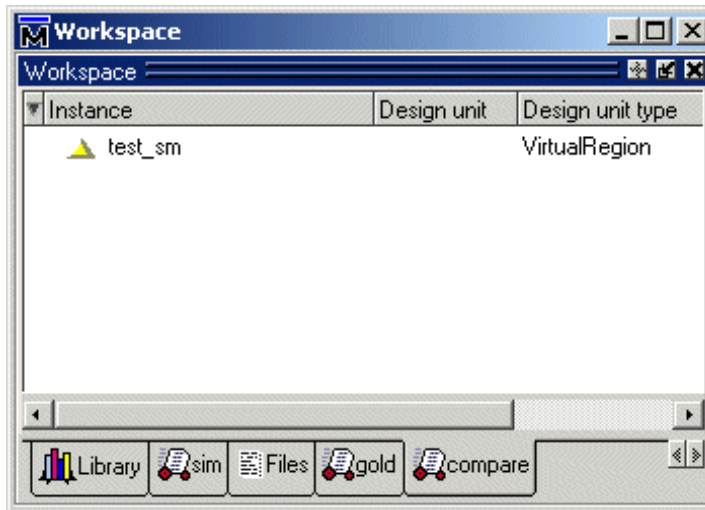 Workspace
Workspace
Instance Design unit Design unit type
test_sm VirtualRegion
Library sim Files gold compare